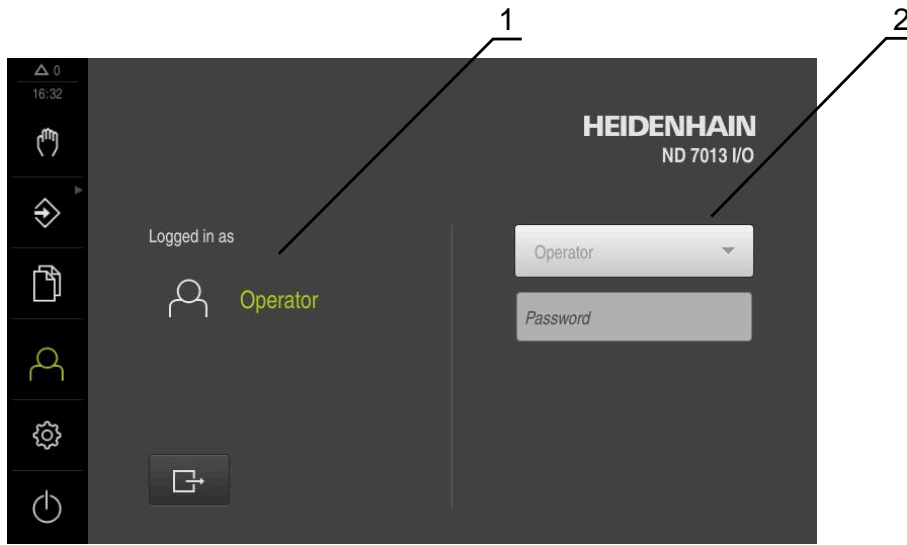 1
2
△ 0
16:32
HEIDENHAIN
ND 7013 I/O
Logged in as
Operator
Operator
Password